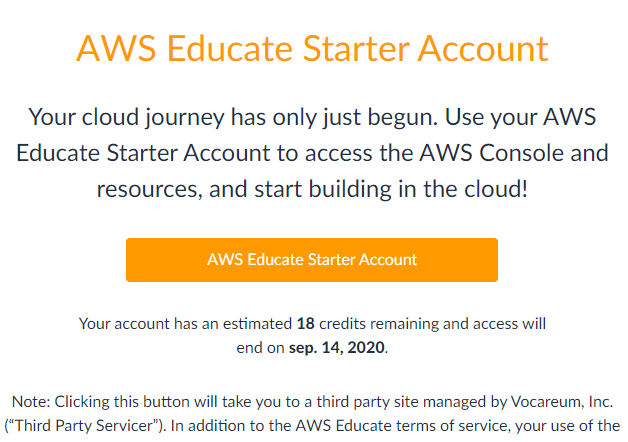 AWS Educate Starter Account
Your cloud journey has only just begun. Use your AWS
Educate Starter Account to access the AWS Console and
resources, and start building in the cloud!
AWS Educate Starter Account
Your account has an estimated 18 credits remaining and access will
end on sep. 14, 2020.
Note: Clicking this button will take you to a third party site managed by Vocareum, Inc.
(“Third Party Servicer”). In addition to the AWS Educate terms of service, your use of the